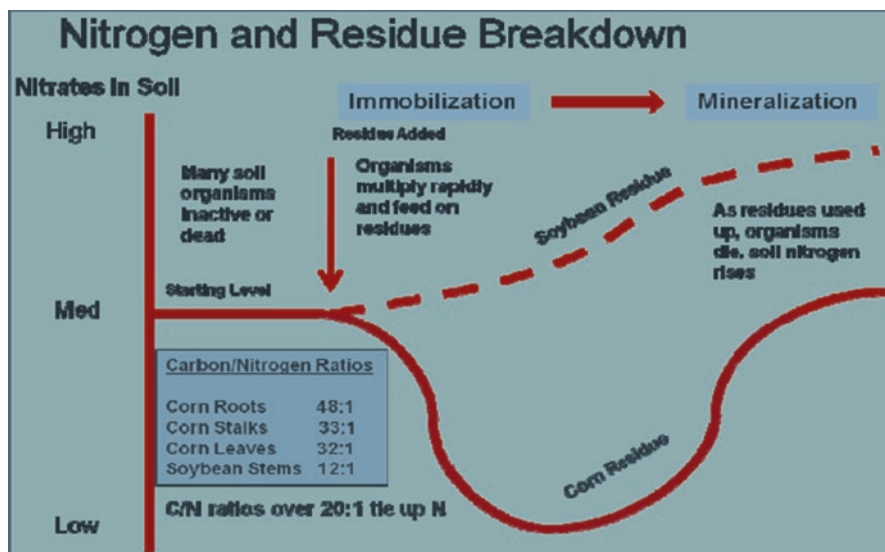 Nitrogen and Residue Breakdown
Nitrates In Soil
Immobilization
Mineralization
High
Residue Added
Many soil
organisms
inactive or
dead
Organisms
multiply rapidly
and feed on
residues
Soybean Residue
As residues used
up, organisms
die, soil nitrogen
rises
Starting Level
Med
Carbon/Nitrogen Ratios
Corn Roots 48:1
Corn Stalks 33:1
Corn Leaves 32:1
Soybean Stems 12:1
Corn Residue
C/N ratios over 20:1 tie up N
Low